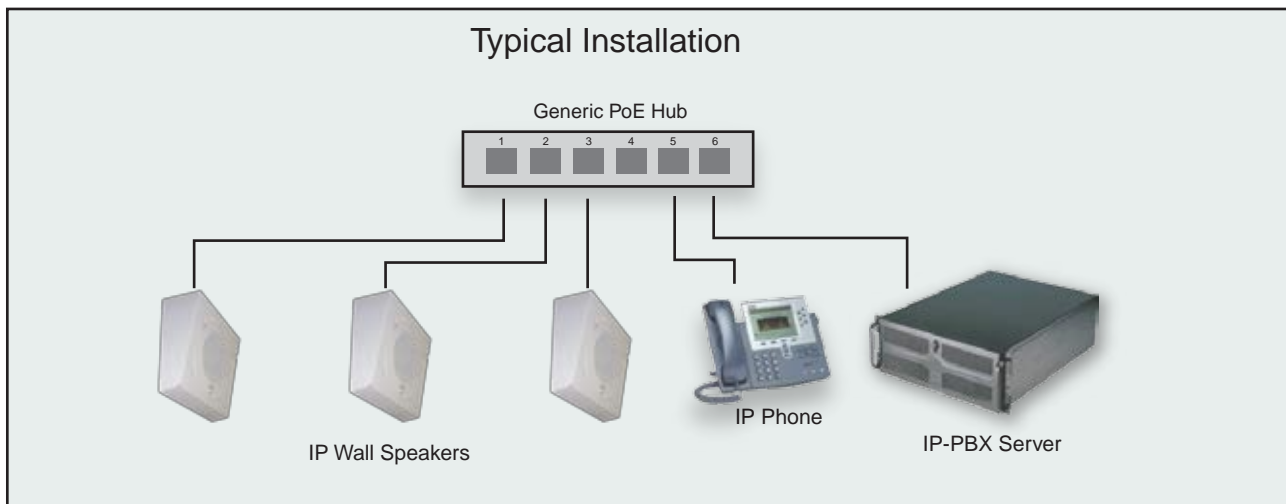 Typical Installation
Generic PoE Hub
1 2 3 4 5 6
IP Phone
IP Wall Speakers
IP-PBX Server